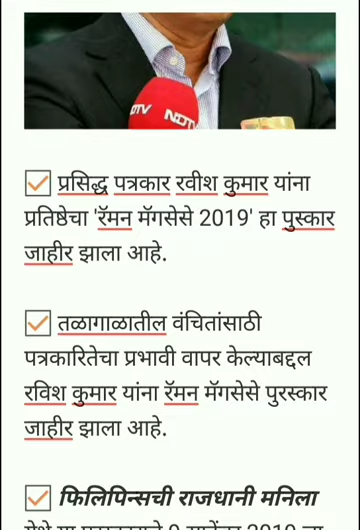 NDTV
NDTV
प्रसिद्ध पत्रकार रवीश कुमार यांना
प्रतिष्ठेचा 'रॅमन मॅगसेसे 2019' हा पुस्कार
जाहीर झाला आहे.
तळागाळातील वंचितांसाठी
पत्रकारितेचा प्रभावी वापर केल्याबद्दल
रविश कुमार यांना रॅमन मॅगसेसे पुरस्कार
जाहीर झाला आहे.
फिलिपिन्सची राजधानी मनिला